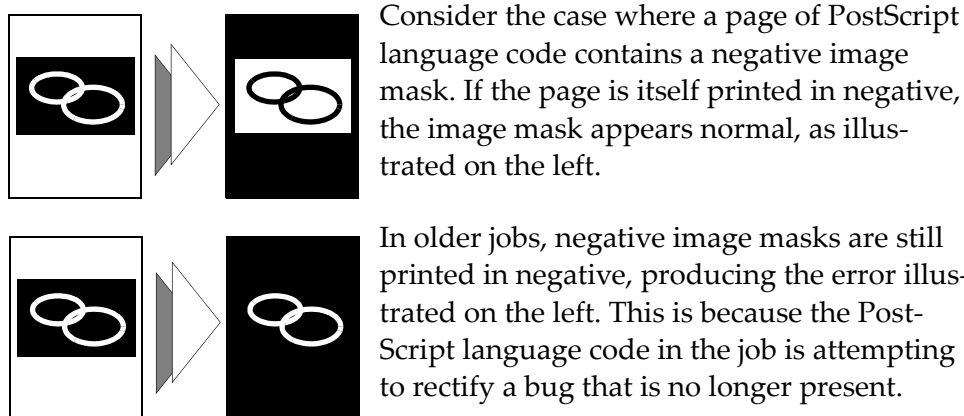 Consider the case where a page of PostScript
language code contains a negative image
mask. If the page is itself printed in negative,
the image mask appears normal, as illus-
trated on the left.
In older jobs, negative image masks are still
printed in negative, producing the error illus-
trated on the left. This is because the Post-
Script language code in the job is attempting
to rectify a bug that is no longer present.